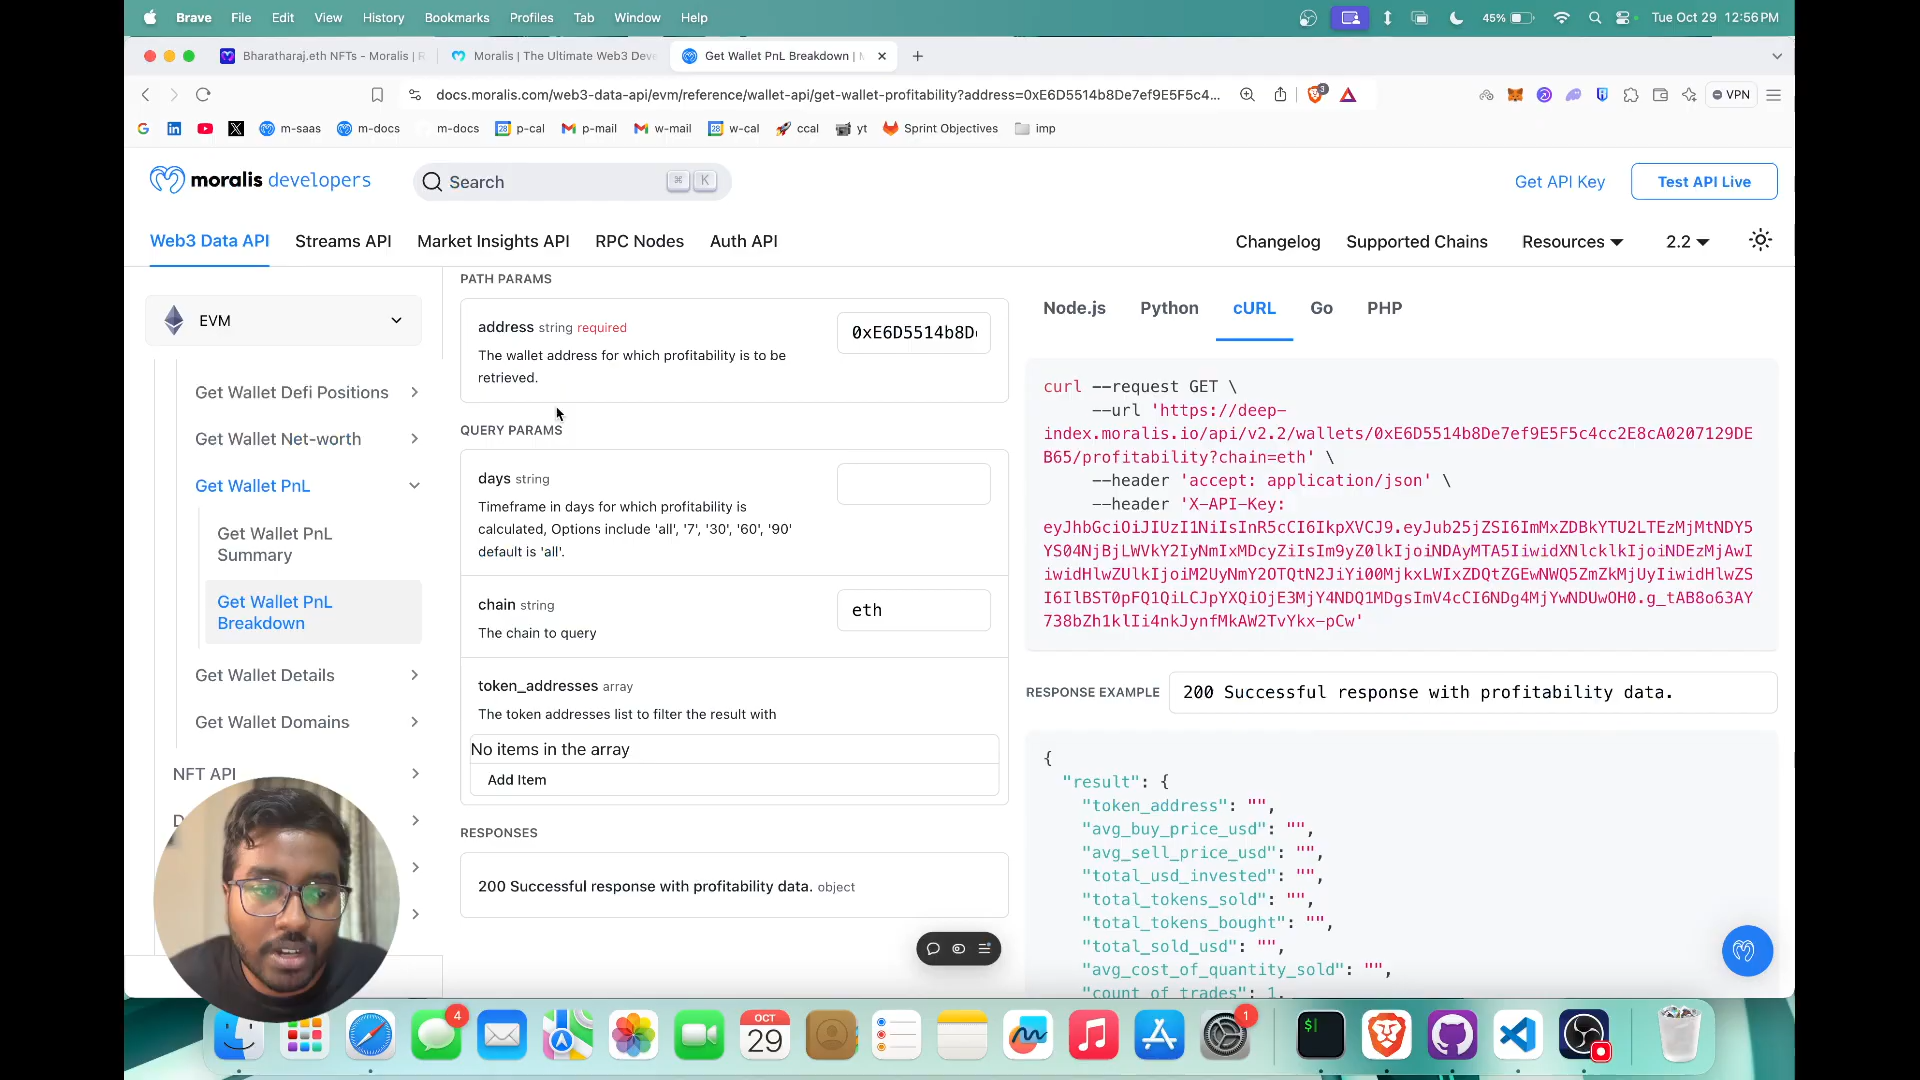 Brave File Edit View History Bookmarks Profiles Tab Window Help 45% Tue Oct 29 12:56 PM
Bharatharaj.eth NFTs - Moralis | Moralis | The Ultimate Web3 Deve Get Wallet PnL Breakdown |
docs.moralis.com/web3-data-api/evm/reference/wallet-api/get-wallet-profitability?address=0xE6D5514b8De7ef9E5F5c4... 3 VPN
m-saas m-docs m-docs p-cal p-mail w-mail w-cal ccal yt Sprint Objectives imp
moralis developers Search ⌘ K Get API Key Test API Live
Web3 Data API Streams API Market Insights API RPC Nodes Auth API Changelog Supported Chains Resources 2.2
EVM
Get Wallet Defi Positions
Get Wallet Net-worth
Get Wallet PnL
Get Wallet PnL
Summary
Get Wallet PnL
Breakdown
Get Wallet Details
Get Wallet Domains
NFT API
PATH PARAMS
address string required
0xE6D5514b8D
The wallet address for which profitability is to be
retrieved.
QUERY PARAMS
days string
Timeframe in days for which profitability is
calculated, Options include 'all', '7', '30', '60', '90'
default is 'all'.
chain string
eth
The chain to query
token_addresses array
The token addresses list to filter the result with
No items in the array
Add Item
RESPONSES
200 Successful response with profitability data. object
Node.js Python cURL Go PHP
curl --request GET \
--url 'https://deep-
index.moralis.io/api/v2.2/wallets/0xE6D5514b8De7ef9E5F5c4cc2E8cA0207129DE
B65/profitability?chain=eth' \
--header 'accept: application/json' \
--header 'X-API-Key:
RESPONSE EXAMPLE 200 Successful response with profitability data.
{
"result": {
"token_address": "",
"avg_buy_price_usd": "",
"avg_sell_price_usd": "",
"total_usd_invested": "",
"total_tokens_sold": "",
"total_tokens_bought": "",
"total_sold_usd": "",
"avg_cost_of_quantity_sold": "",
"count_of_trades": 1,
4 OCT 29 1 $